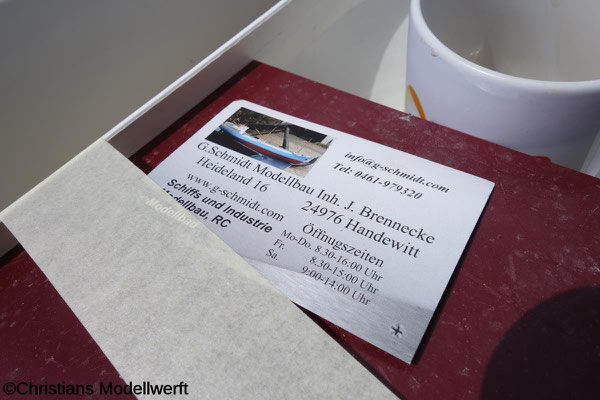 info@g-schmidt.com
Tel: 0461-979320
G.Schmidt Modellbau Inh. J. Brennecke
Heideland 16
24976 Handewitt
www.g-schmidt.com
Öffnugszeiten
Schiffs und Industrie
Modellbau, RC
Mo-Do. 8.30-16:00 Uhr
Fr. 8.30-15:00 Uhr
Sa. 9:00-14:00 Uhr
©Christians Modellwerft